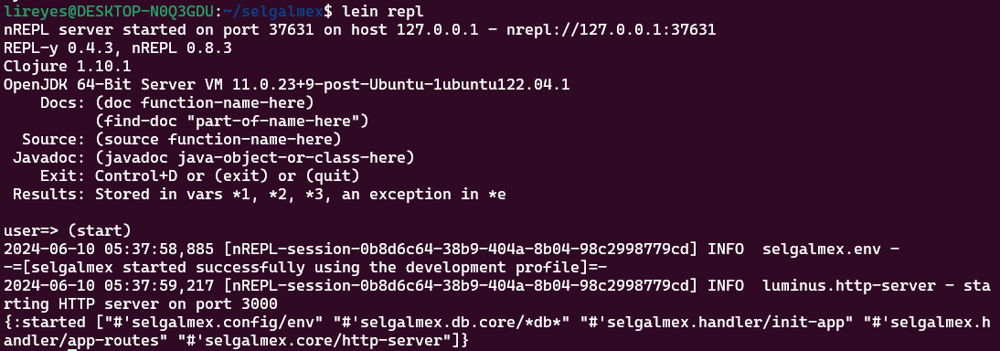 lireyes@DESKTOP-N0Q3GDU:~/selgalmex$ lein repl
nREPL server started on port 37631 on host 127.0.0.1 - nrepl://127.0.0.1:37631
REPL-y 0.4.3, nREPL 0.8.3
Clojure 1.10.1
OpenJDK 64-Bit Server VM 11.0.23+9-post-Ubuntu-1ubuntu122.04.1
    Docs: (doc function-name-here)
          (find-doc "part-of-name-here")
  Source: (source function-name-here)
 Javadoc: (javadoc java-object-or-class-here)
    Exit: Control+D or (exit) or (quit)
 Results: Stored in vars *1, *2, *3, an exception in *e

user=> (start)
2024-06-10 05:37:58,885 [nREPL-session-0b8d6c64-38b9-404a-8b04-98c2998779cd] INFO  selgalmex.env -
-=[selgalmex started successfully using the development profile]=-
2024-06-10 05:37:59,217 [nREPL-session-0b8d6c64-38b9-404a-8b04-98c2998779cd] INFO  luminus.http-server - sta
rting HTTP server on port 3000
{:started ["#'selgalmex.config/env" "#'selgalmex.db.core/*db*" "#'selgalmex.handler/init-app" "#'selgalmex.h
andler/app-routes" "#'selgalmex.core/http-server"]}